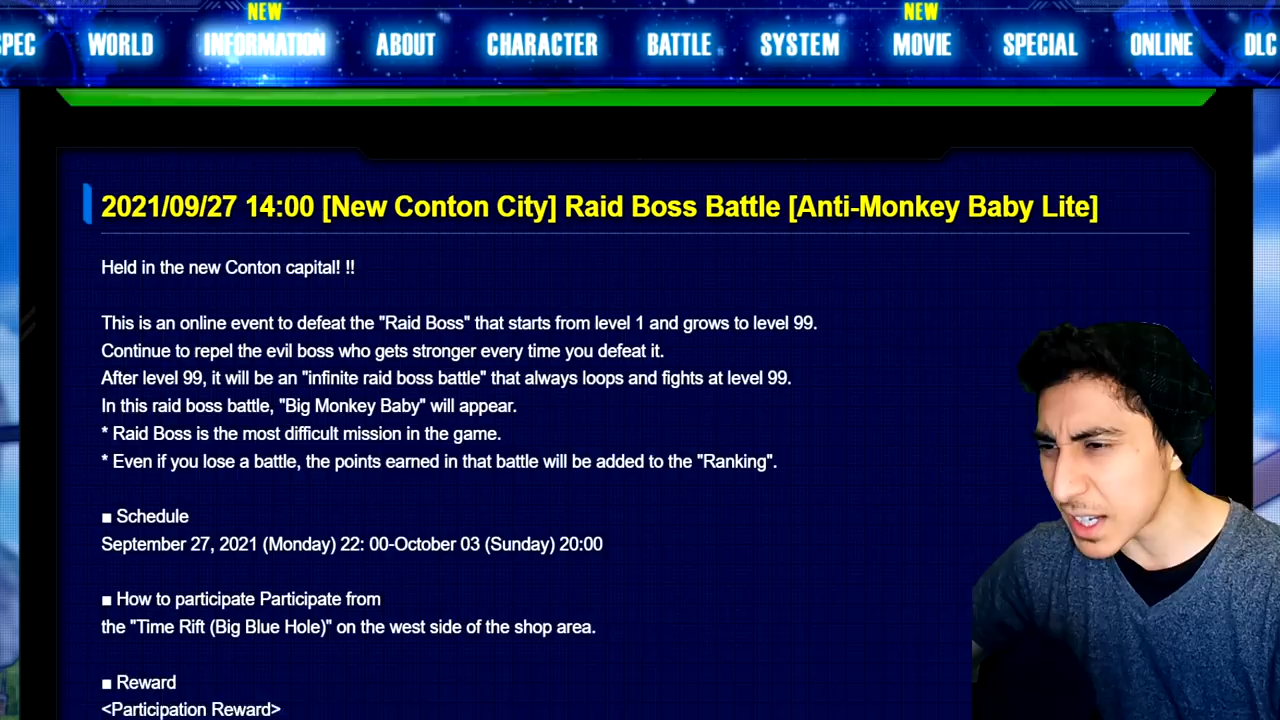 NEW
NEW
PEC WORLD INFORMATION ABOUT CHARACTER BATTLE SYSTEM MOVIE SPECIAL ONLINE DLC
2021/09/27 14:00 [New Conton City] Raid Boss Battle [Anti-Monkey Baby Lite]
Held in the new Conton capital! !!
This is an online event to defeat the "Raid Boss" that starts from level 1 and grows to level 99.
Continue to repel the evil boss who gets stronger every time you defeat it.
After level 99, it will be an "infinite raid boss battle" that always loops and fights at level 99.
In this raid boss battle, "Big Monkey Baby" will appear.
* Raid Boss is the most difficult mission in the game.
* Even if you lose a battle, the points earned in that battle will be added to the "Ranking".
■ Schedule
September 27, 2021 (Monday) 22: 00-October 03 (Sunday) 20:00
■ How to participate Participate from
the "Time Rift (Big Blue Hole)" on the west side of the shop area.
■ Reward
<Participation Reward>